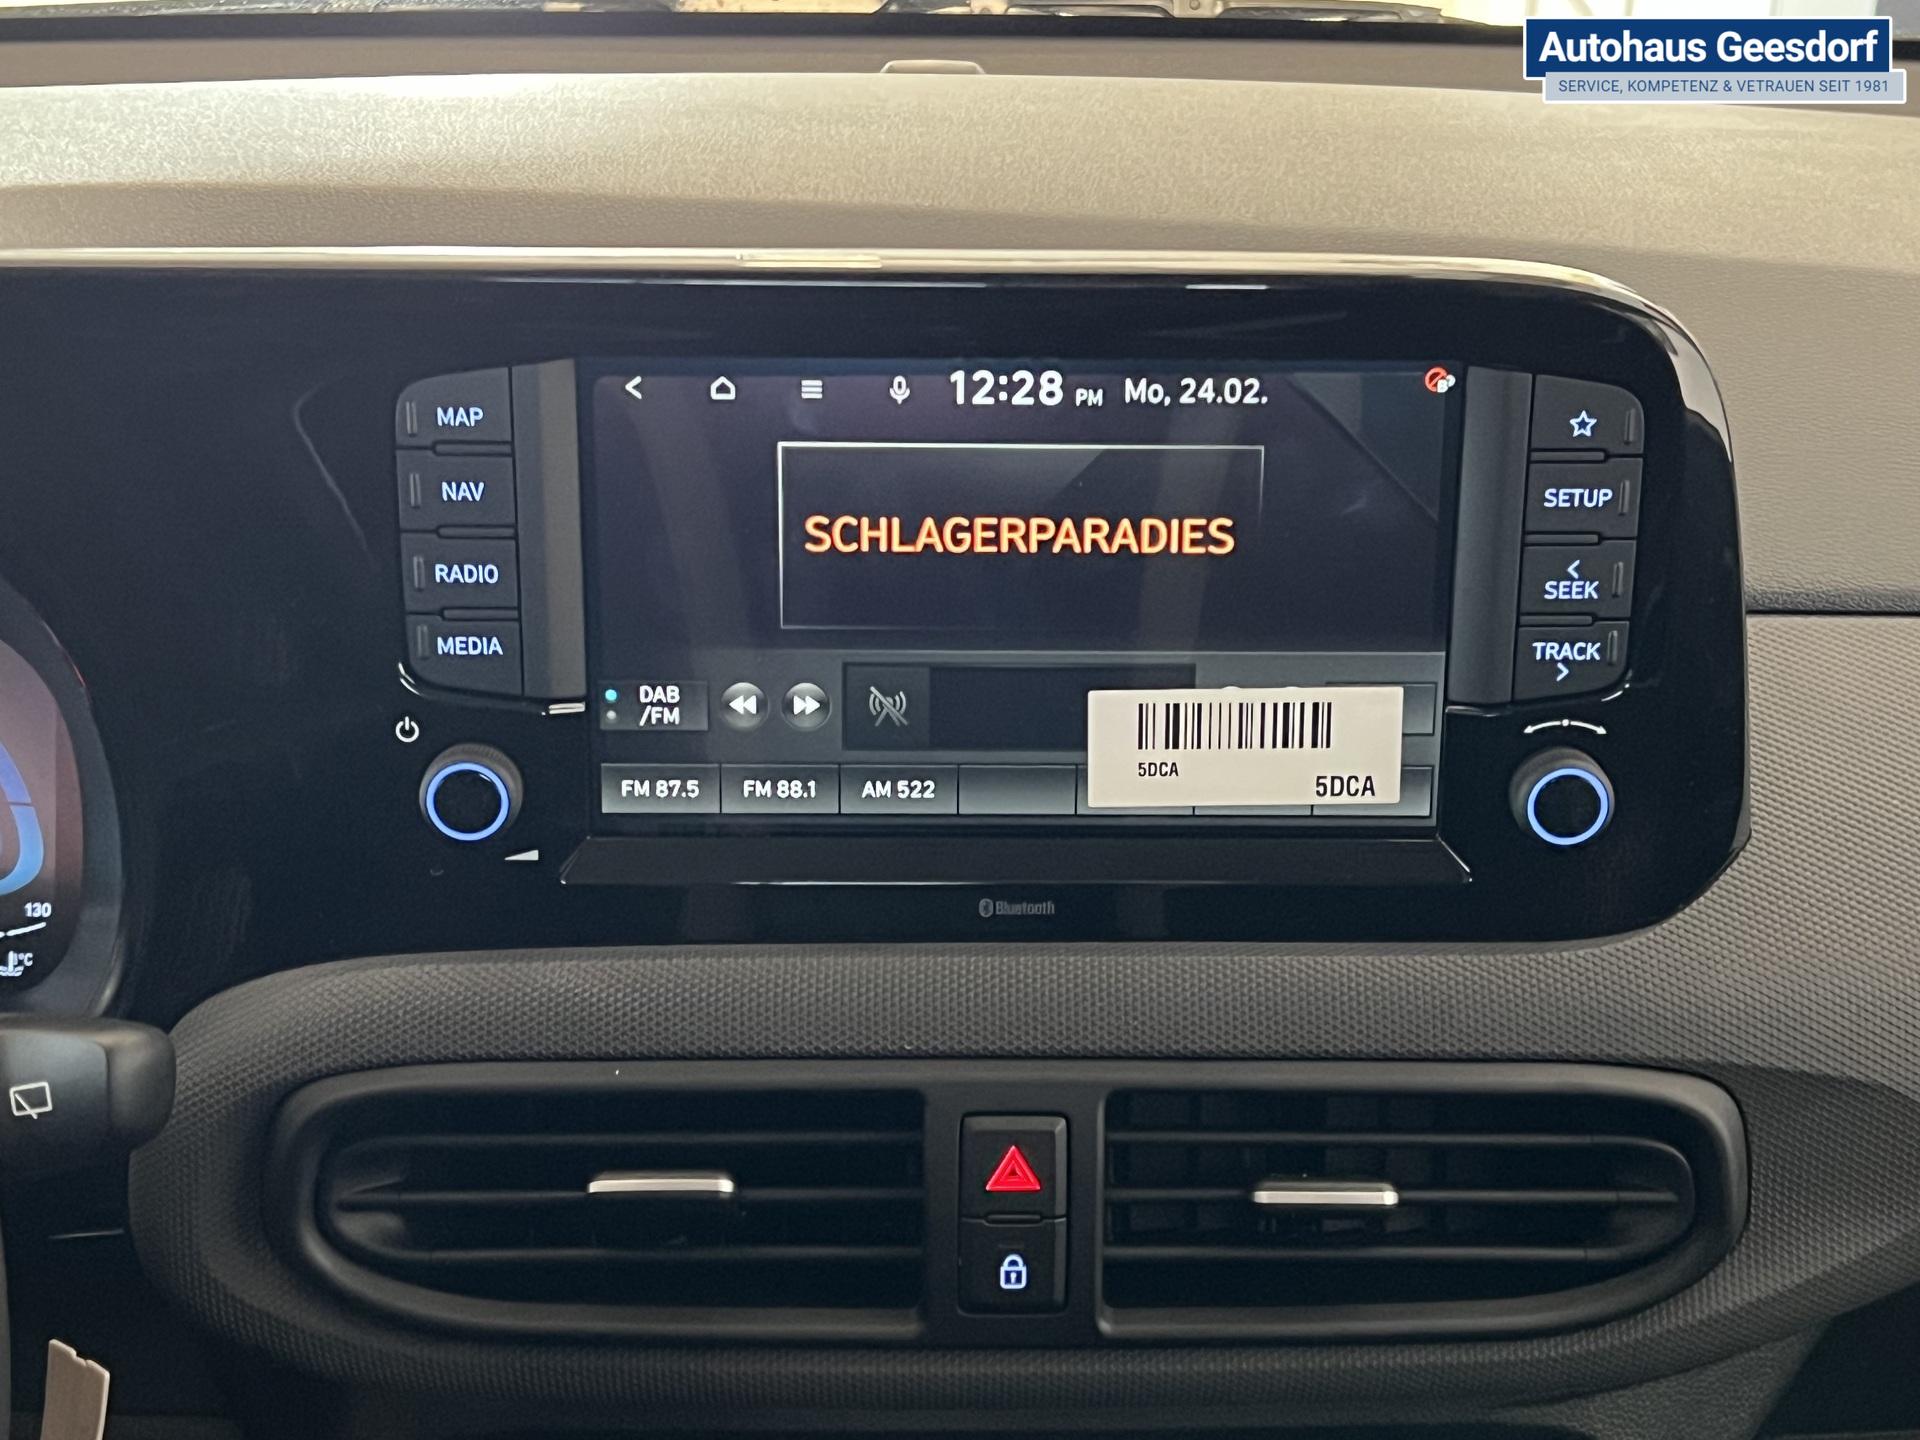 Autohaus Geesdorf
SERVICE, KOMPETENZ & VETRAUEN SEIT 1981
12:28 PM Mo, 24.02.
MAP
NAV
RADIO
MEDIA
SCHLAGERPARADIES
SETUP
SEEK
TRACK
DAB
/FM
FM 87.5
FM 88.1
AM 522
5DCA
5DCA
Bluetooth
130
°C